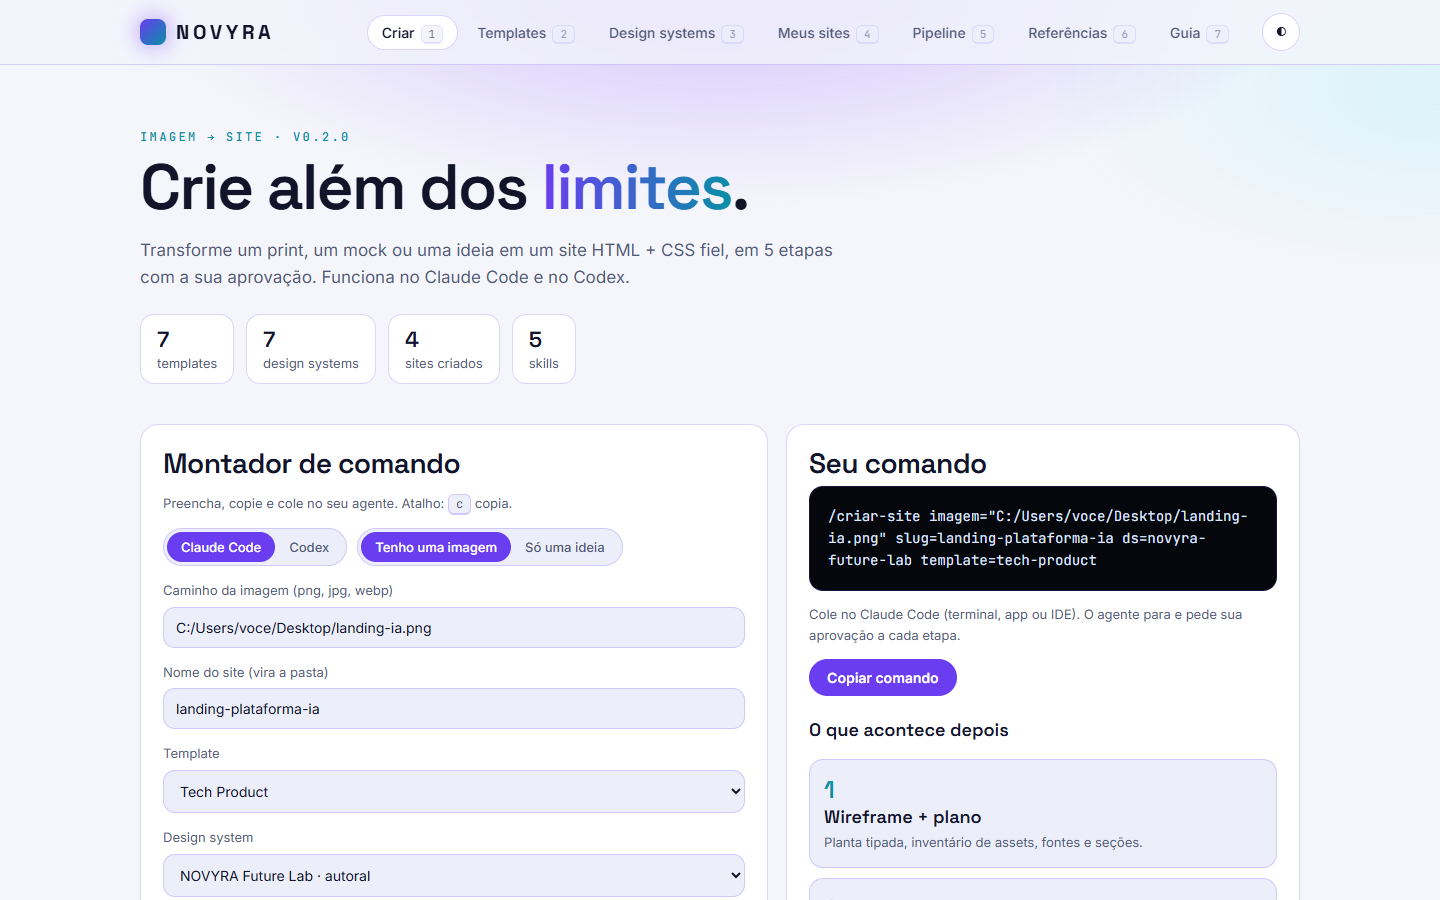 NOVYRA
Criar 1
Templates 2
Design systems 3
Meus sites 4
Pipeline 5
Referências 6
Guia 7
IMAGEM → SITE · V0.2.0
Crie além dos limites.
Transforme um print, um mock ou uma ideia em um site HTML + CSS fiel, em 5 etapas
com a sua aprovação. Funciona no Claude Code e no Codex.
7
templates
7
design systems
4
sites criados
5
skills
Montador de comando
Preencha, copie e cole no seu agente. Atalho: c copia.
Claude Code
Codex
Tenho uma imagem
Só uma ideia
Caminho da imagem (png, jpg, webp)
C:/Users/voce/Desktop/landing-ia.png
Nome do site (vira a pasta)
landing-plataforma-ia
Template
Tech Product
Design system
NOVYRA Future Lab · autoral
Seu comando
/criar-site imagem="C:/Users/voce/Desktop/landing-
ia.png" slug=landing-plataforma-ia ds=novyra-
future-lab template=tech-product
Cole no Claude Code (terminal, app ou IDE). O agente para e pede sua
aprovação a cada etapa.
Copiar comando
O que acontece depois
1
Wireframe + plano
Planta tipada, inventário de assets, fontes e seções.